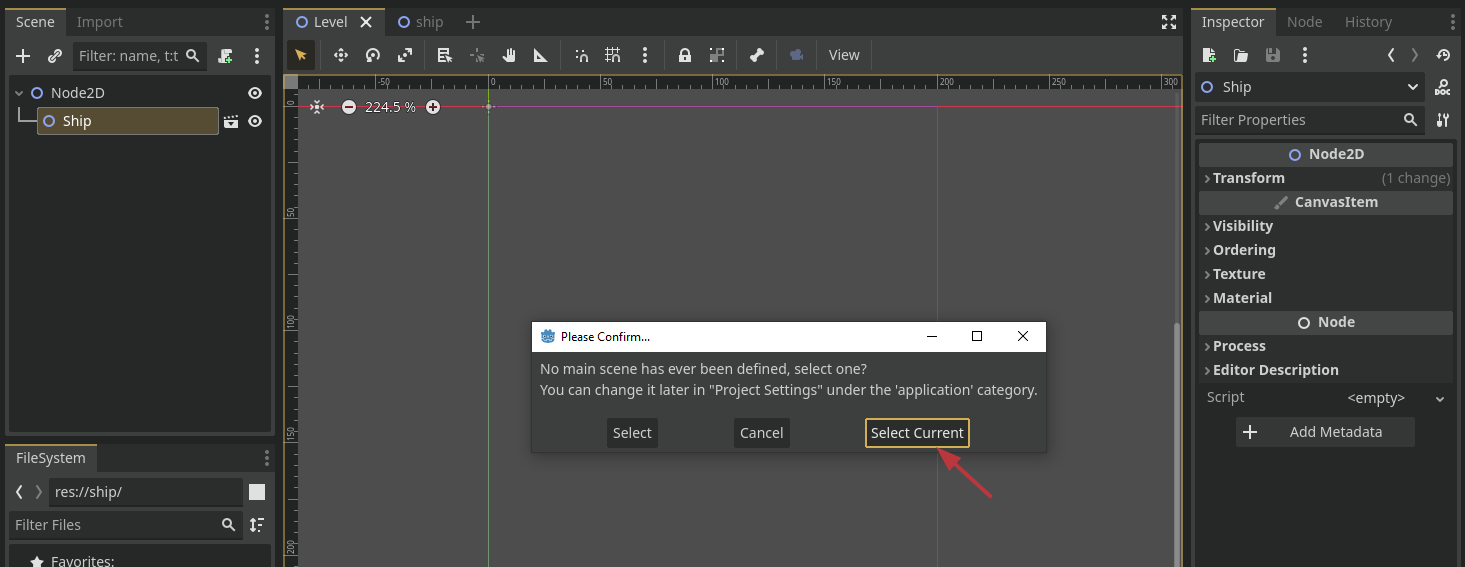 Scene
Import
Filter: name, t:t
Node2D
Ship
FileSystem
res://ship/
Filter Files
Favorites:
Level
ship
View
-50
0
50
100
150
200
250
300
0
50
100
150
200
224.5 %
Please Confirm...
No main scene has ever been defined, select one?
You can change it later in "Project Settings" under the 'application' category.
Select
Cancel
Select Current
Inspector
Node
History
Ship
Filter Properties
Node2D
Transform (1 change)
CanvasItem
Visibility
Ordering
Texture
Material
Node
Process
Editor Description
Script <empty>
Add Metadata